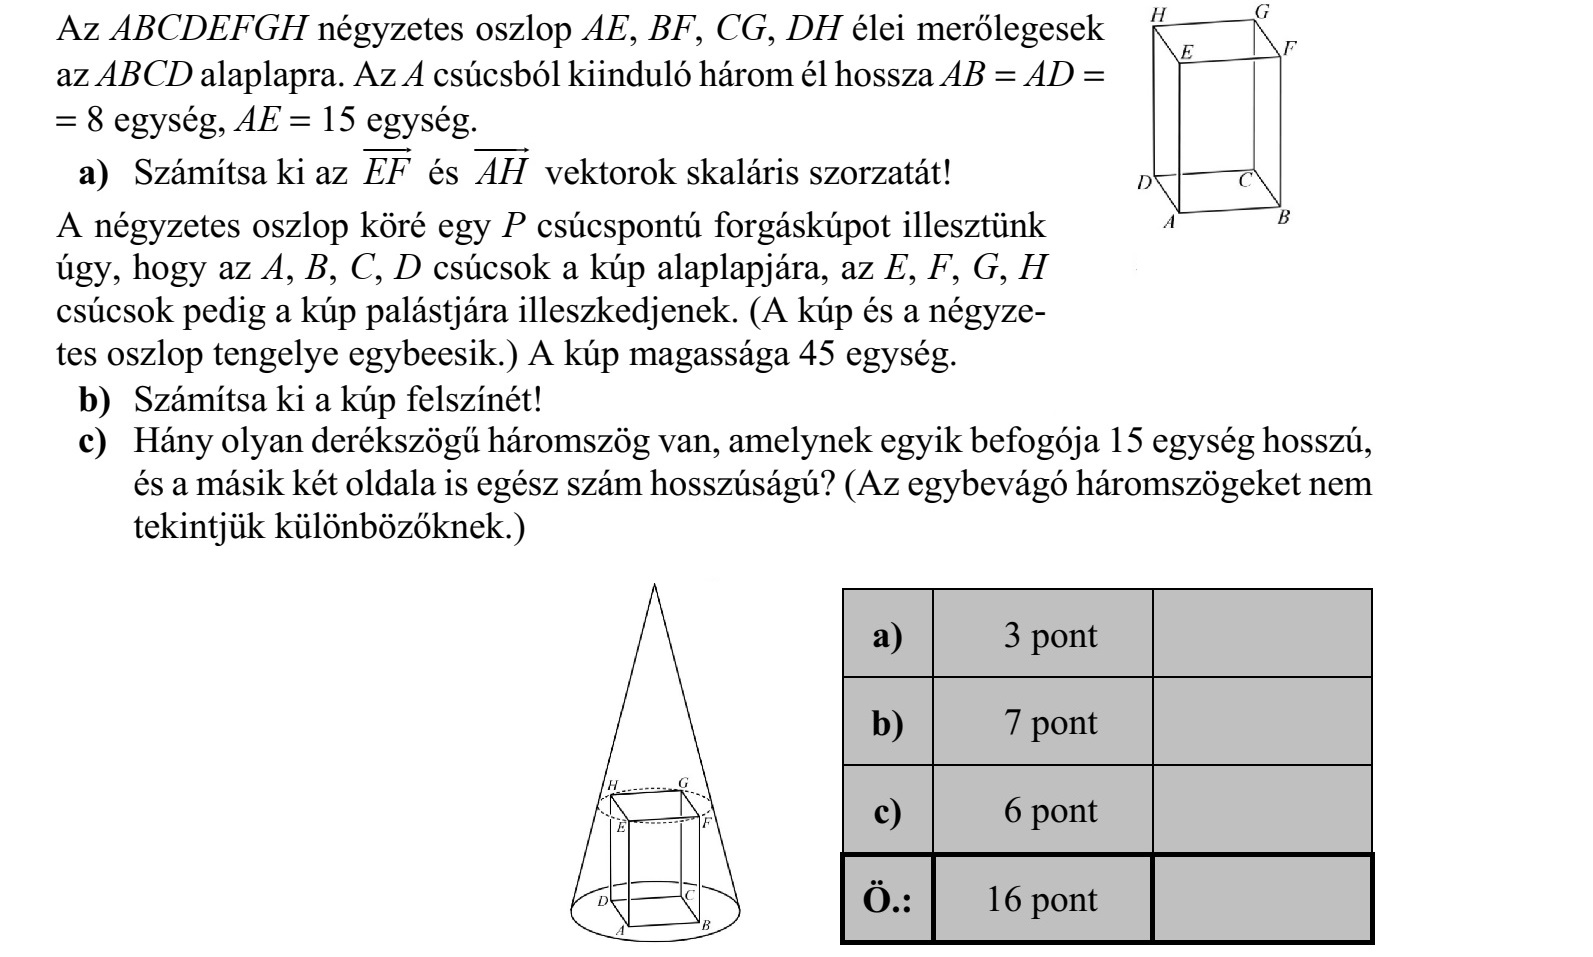 Az ABCDEFGH négyzetes oszlop AE, BF, CG, DH élei merőlegesek
az ABCD alaplapra. Az A csúcsból kiinduló három él hossza AB = AD =
= 8 egység, AE = 15 egység.
a) Számítsa ki az EF és AH vektorok skaláris szorzatát!
A négyzetes oszlop köré egy P csúcspontú forgáskúpot illesztünk
úgy, hogy az A, B, C, D csúcsok a kúp alaplapjára, az E, F, G, H
csúcsok pedig a kúp palástjára illeszkedjenek. (A kúp és a négyze-
tes oszlop tengelye egybeesik.) A kúp magassága 45 egység.
b) Számítsa ki a kúp felszínét!
c) Hány olyan derékszögű háromszög van, amelynek egyik befogója 15 egység hosszú,
és a másik két oldala is egész szám hosszúságú? (Az egybevágó háromszögeket nem
tekintjük különbözőknek.)
H G
E F
D C
A B
H G
E F
D C
A B
a) 3 pont
b) 7 pont
c) 6 pont
Ö.: 16 pont